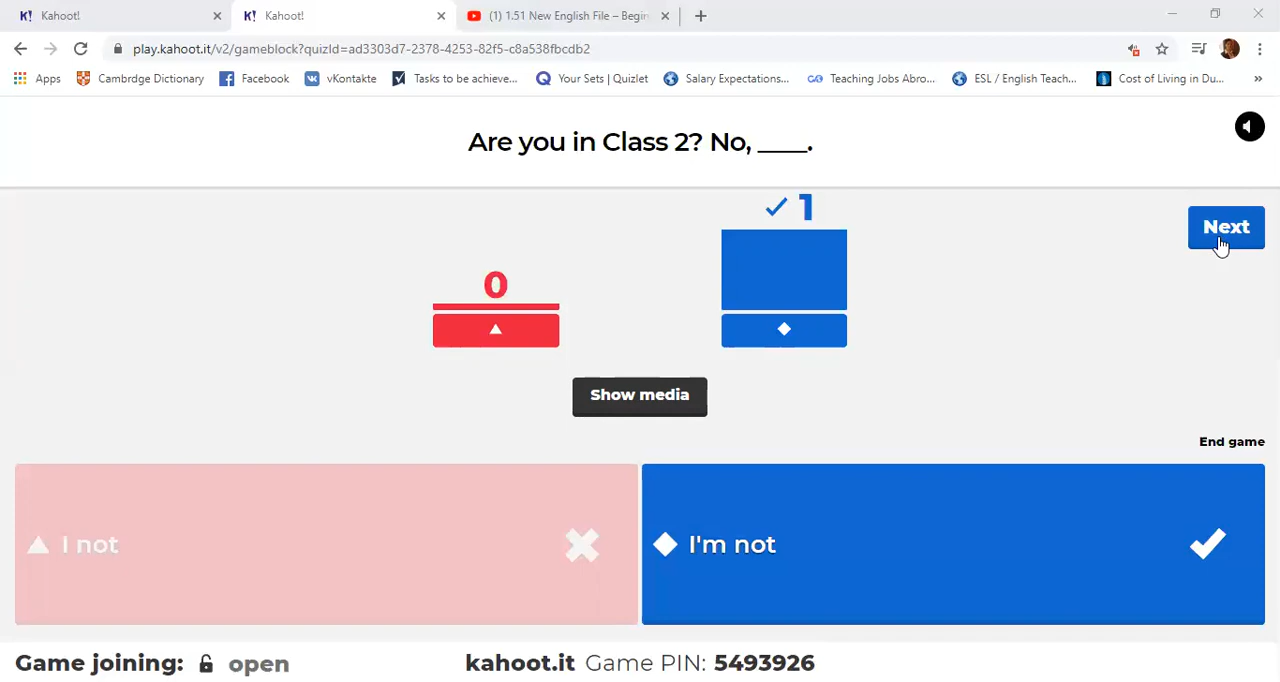 K! Kahoot!
K! Kahoot!
(1) 1.51 New English File – Begin
play.kahoot.it/v2/gameblock?quizId=ad3303d7-2378-4253-82f5-c8a538fbcdb2
Apps
Cambrdge Dictionary
Facebook
vKontakte
Tasks to be achieve...
Your Sets | Quizlet
Salary Expectations...
Teaching Jobs Abro...
ESL / English Teach...
Cost of Living in Du...
»
Are you in Class 2? No, ____.
1
Next
0
Show media
End game
I not
I'm not
Game joining: open
kahoot.it Game PIN: 5493926